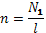 n = N₁/l